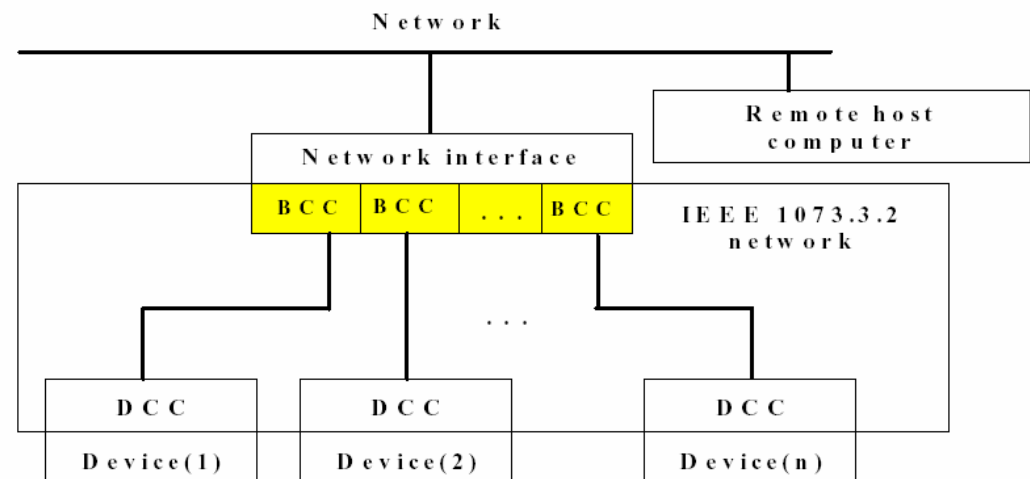 Network
Remote host
computer
Network interface
BCC BCC ... BCC
IEEE 1073.3.2
network
...
DCC DCC DCC
Device(1) Device(2) Device(n)